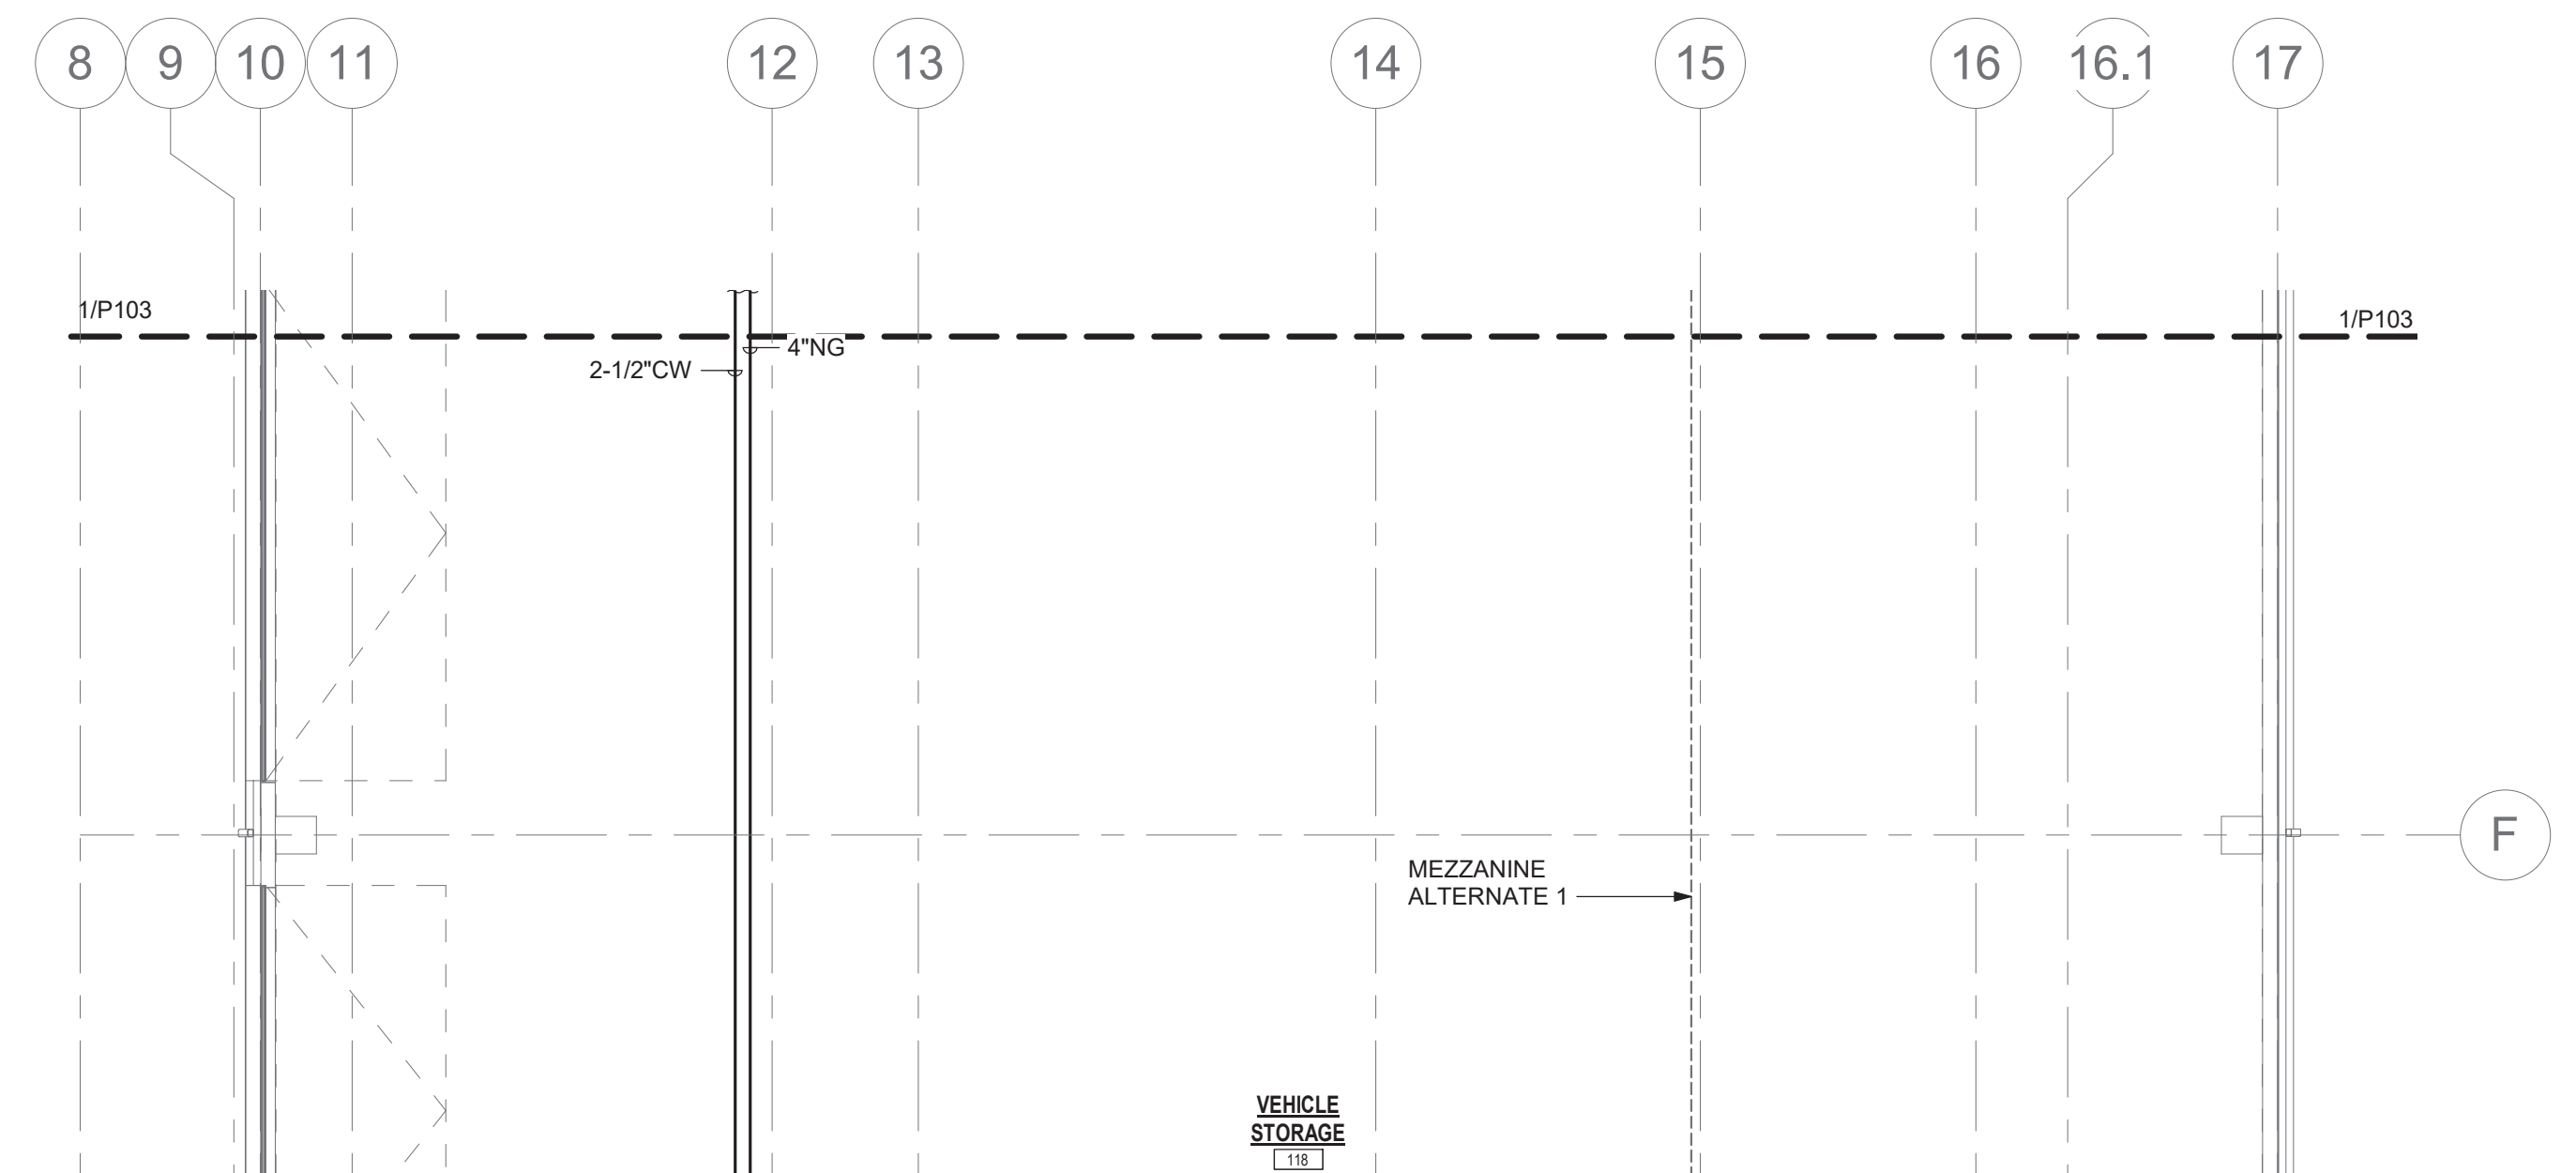 8 9 10 11 12 13 14 15 16 16.1 17
1/P103
1/P103
4"NG
2-1/2"CW
F
MEZZANINE
ALTERNATE 1
VEHICLE
STORAGE
118